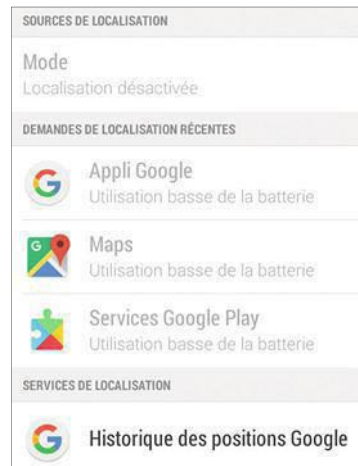 SOURCES DE LOCALISATION
Mode
Localisation désactivée
DEMANDES DE LOCALISATION RÉCENTES
Appli Google
Utilisation basse de la batterie
G
Maps
Utilisation basse de la batterie
Services Google Play
Utilisation basse de la batterie
SERVICES DE LOCALISATION
Historique des positions Google